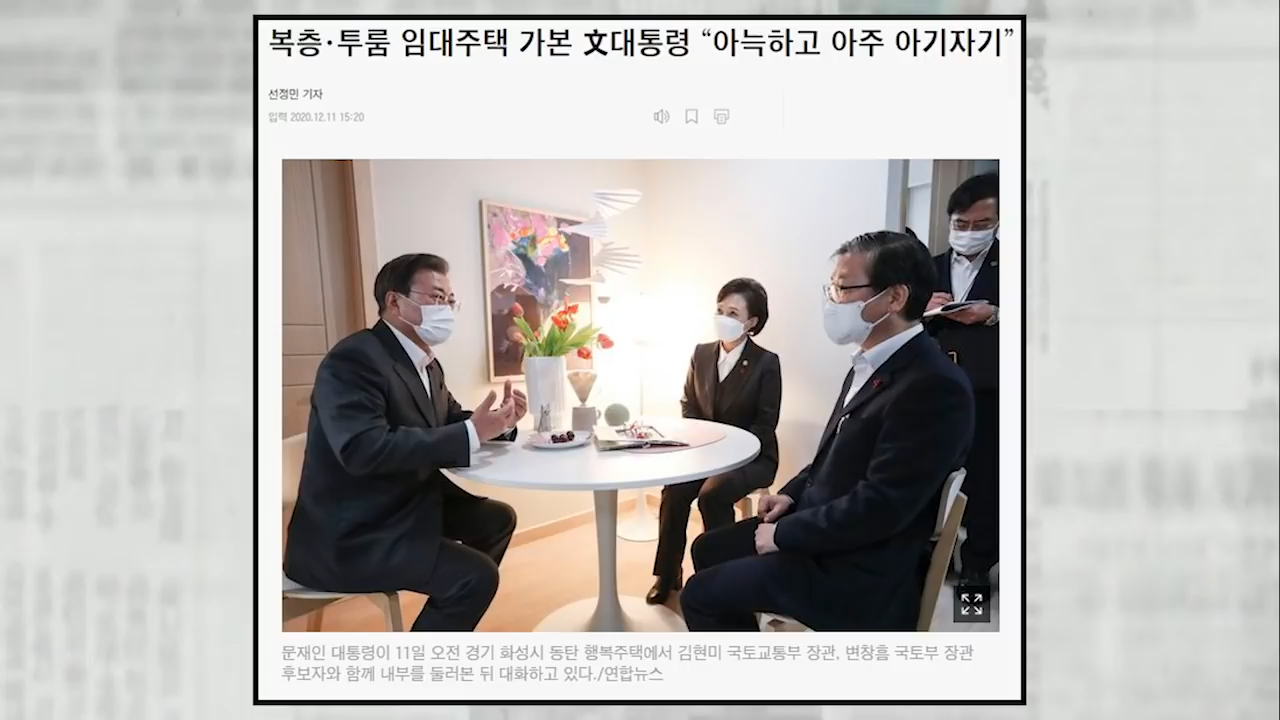 복층·투룸 임대주택 가본 文대통령 “아늑하고 아주 아기자기”
선정민 기자
입력 2020.12.11 15:20
문재인 대통령이 11일 오전 경기 화성시 동탄 행복주택에서 김현미 국토교통부 장관, 변창흠 국토부 장관
후보자와 함께 내부를 둘러본 뒤 대화하고 있다./연합뉴스